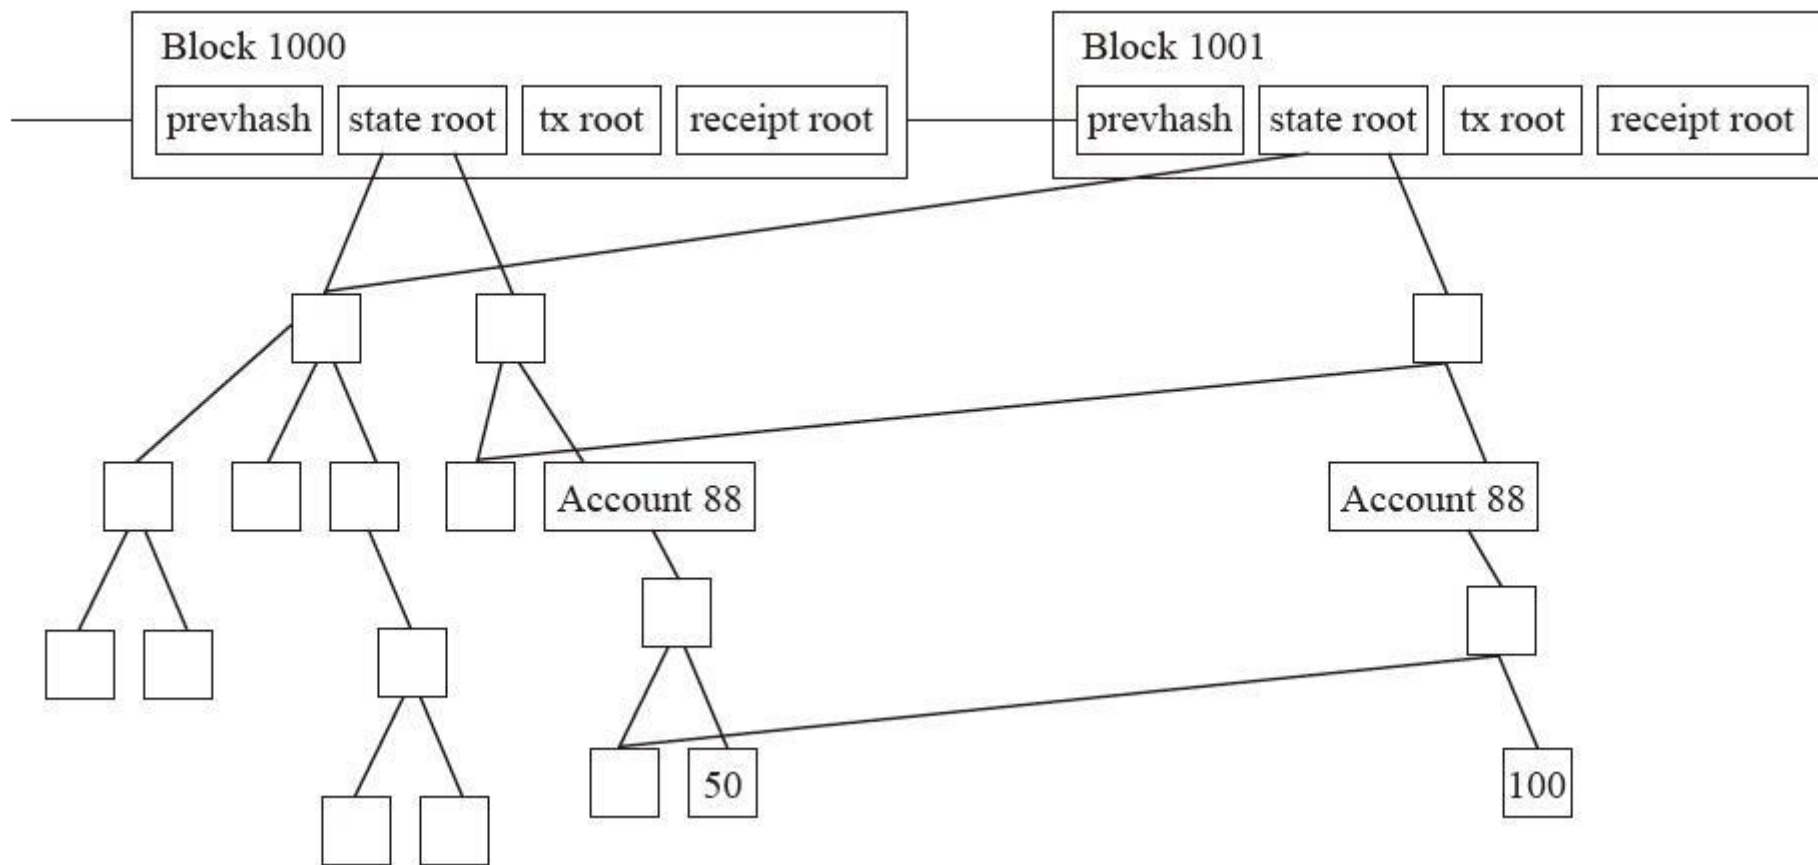 Block 1000
prevhash state root tx root receipt root
Block 1001
prevhash state root tx root receipt root
Account 88
Account 88
50
100